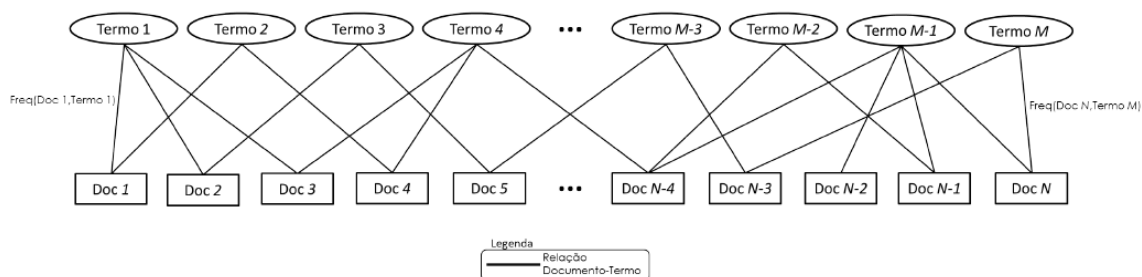 Termo 1 Termo 2 Termo 3 Termo 4 ••• Termo M-3 Termo M-2 Termo M-1 Termo M
Freq(Doc 1,Termo 1) Freq(Doc N,Termo M)
Doc 1 Doc 2 Doc 3 Doc 4 Doc 5 ••• Doc N-4 Doc N-3 Doc N-2 Doc N-1 Doc N
Legenda
Relação
Documento-Termo